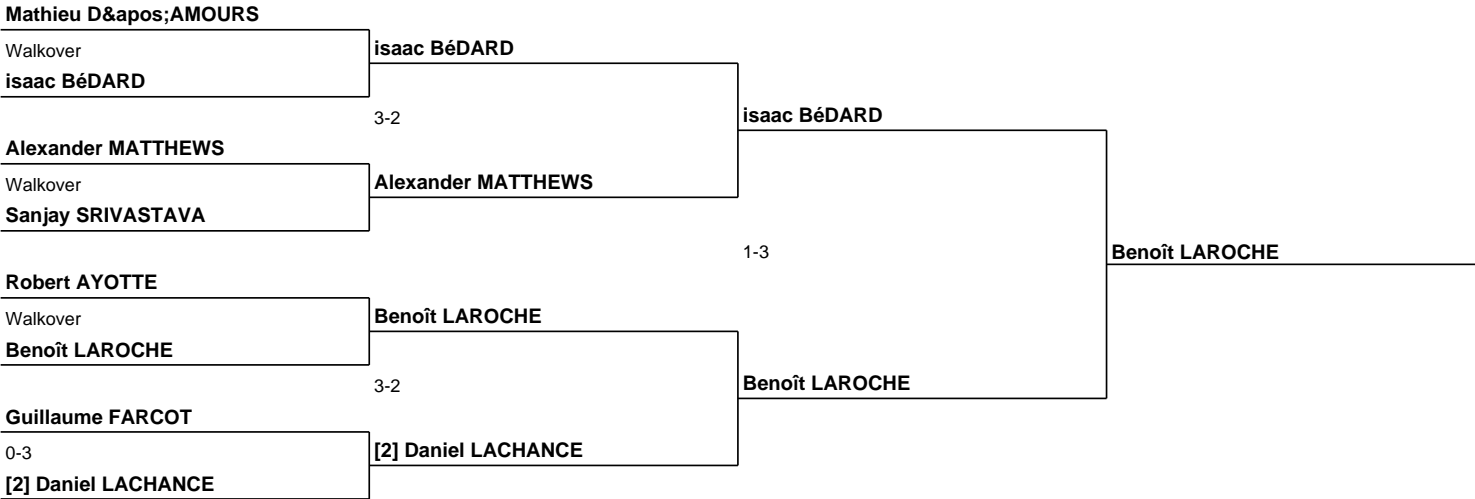 Mathieu D&apos;AMOURS
Walkover
isaac BéDARD
isaac BéDARD
3-2
isaac BéDARD
Alexander MATTHEWS
Walkover
Alexander MATTHEWS
Sanjay SRIVASTAVA
1-3
Benoît LAROCHE
Robert AYOTTE
Walkover
Benoît LAROCHE
Benoît LAROCHE
3-2
Benoît LAROCHE
Guillaume FARCOT
0-3
[2] Daniel LACHANCE
[2] Daniel LACHANCE